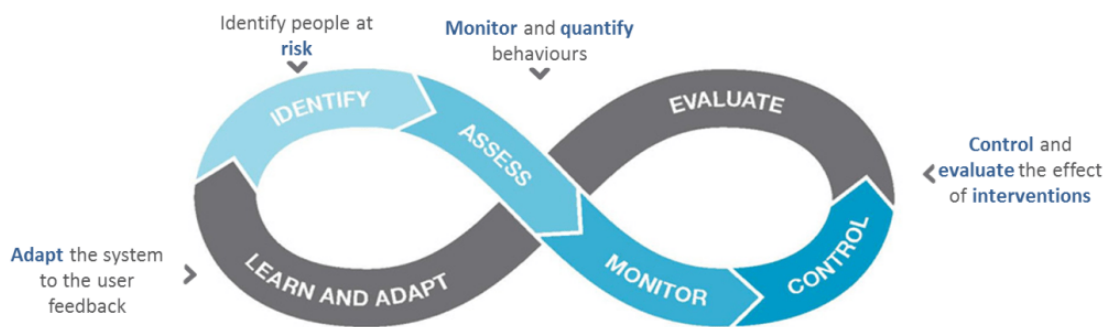 Identify people at
risk
Monitor and quantify
behaviours
IDENTIFY
ASSESS
EVALUATE
Control and
evaluate the effect
of interventions
CONTROL
MONITOR
LEARN AND ADAPT
Adapt the system
to the user
feedback